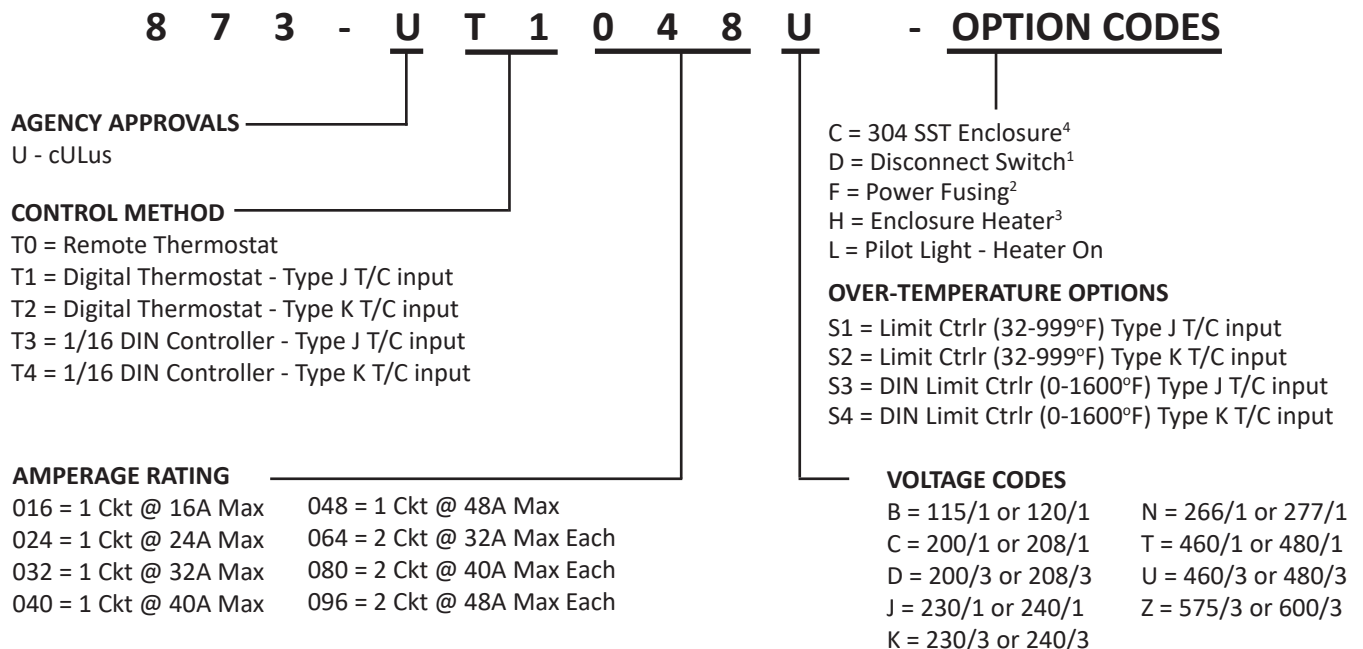 8 7 3 - U T 1 0 4 8 U - OPTION CODES
AGENCY APPROVALS
U - cULus
CONTROL METHOD
T0 = Remote Thermostat
T1 = Digital Thermostat - Type J T/C input
T2 = Digital Thermostat - Type K T/C input
T3 = 1/16 DIN Controller - Type J T/C input
T4 = 1/16 DIN Controller - Type K T/C input
C = 304 SST Enclosure⁴
D = Disconnect Switch¹
F = Power Fusing²
H = Enclosure Heater³
L = Pilot Light - Heater On
OVER-TEMPERATURE OPTIONS
S1 = Limit Ctrlr (32-999°F) Type J T/C input
S2 = Limit Ctrlr (32-999°F) Type K T/C input
S3 = DIN Limit Ctrlr (0-1600°F) Type J T/C input
S4 = DIN Limit Ctrlr (0-1600°F) Type K T/C input
AMPERAGE RATING
016 = 1 Ckt @ 16A Max
024 = 1 Ckt @ 24A Max
032 = 1 Ckt @ 32A Max
040 = 1 Ckt @ 40A Max
048 = 1 Ckt @ 48A Max
064 = 2 Ckt @ 32A Max Each
080 = 2 Ckt @ 40A Max Each
096 = 2 Ckt @ 48A Max Each
VOLTAGE CODES
B = 115/1 or 120/1
C = 200/1 or 208/1
D = 200/3 or 208/3
J = 230/1 or 240/1
K = 230/3 or 240/3
N = 266/1 or 277/1
T = 460/1 or 480/1
U = 460/3 or 480/3
Z = 575/3 or 600/3